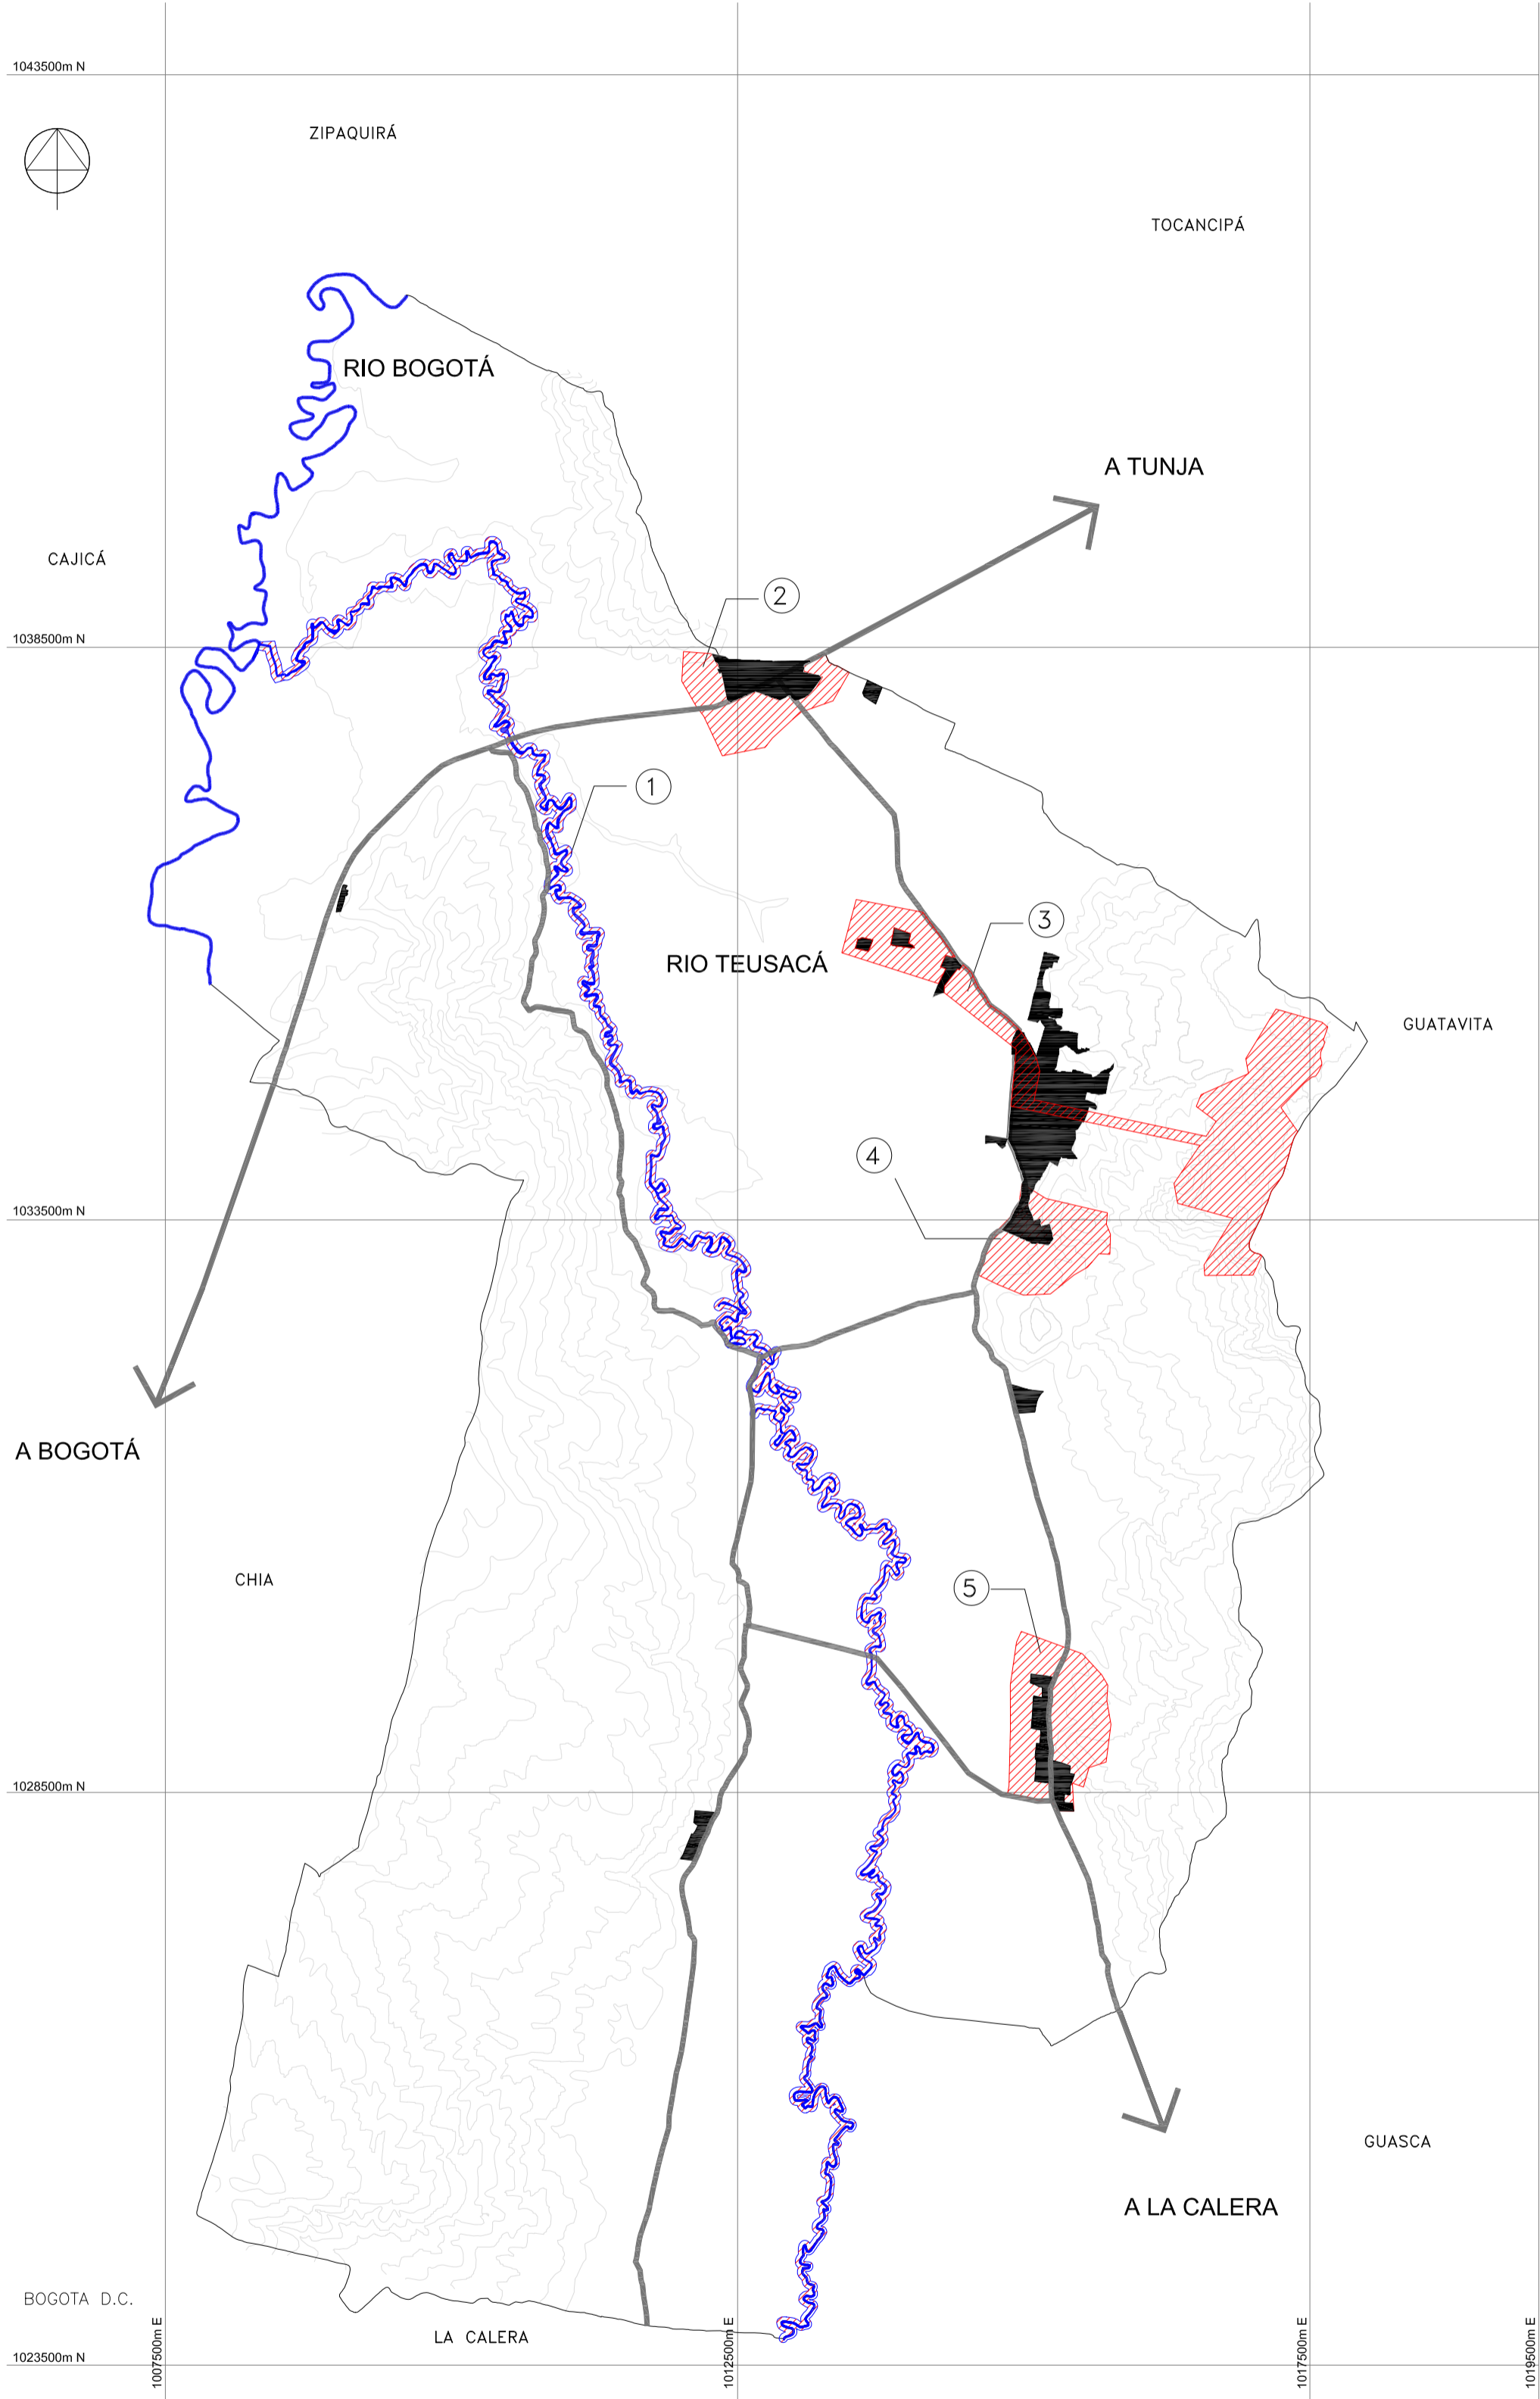 1043500m N
ZIPAQUIRÁ
TOCANCIPÁ
RIO BOGOTÁ
A TUNJA
CAJICÁ
2
1038500m N
1
3
RIO TEUSACÁ
GUATAVITA
4
1033500m N
A BOGOTÁ
CHIA
5
1028500m N
GUASCA
A LA CALERA
BOGOTA D.C.
LA CALERA
1023500m N
1007500m E
1012500m E
1017500m E
1019500m E